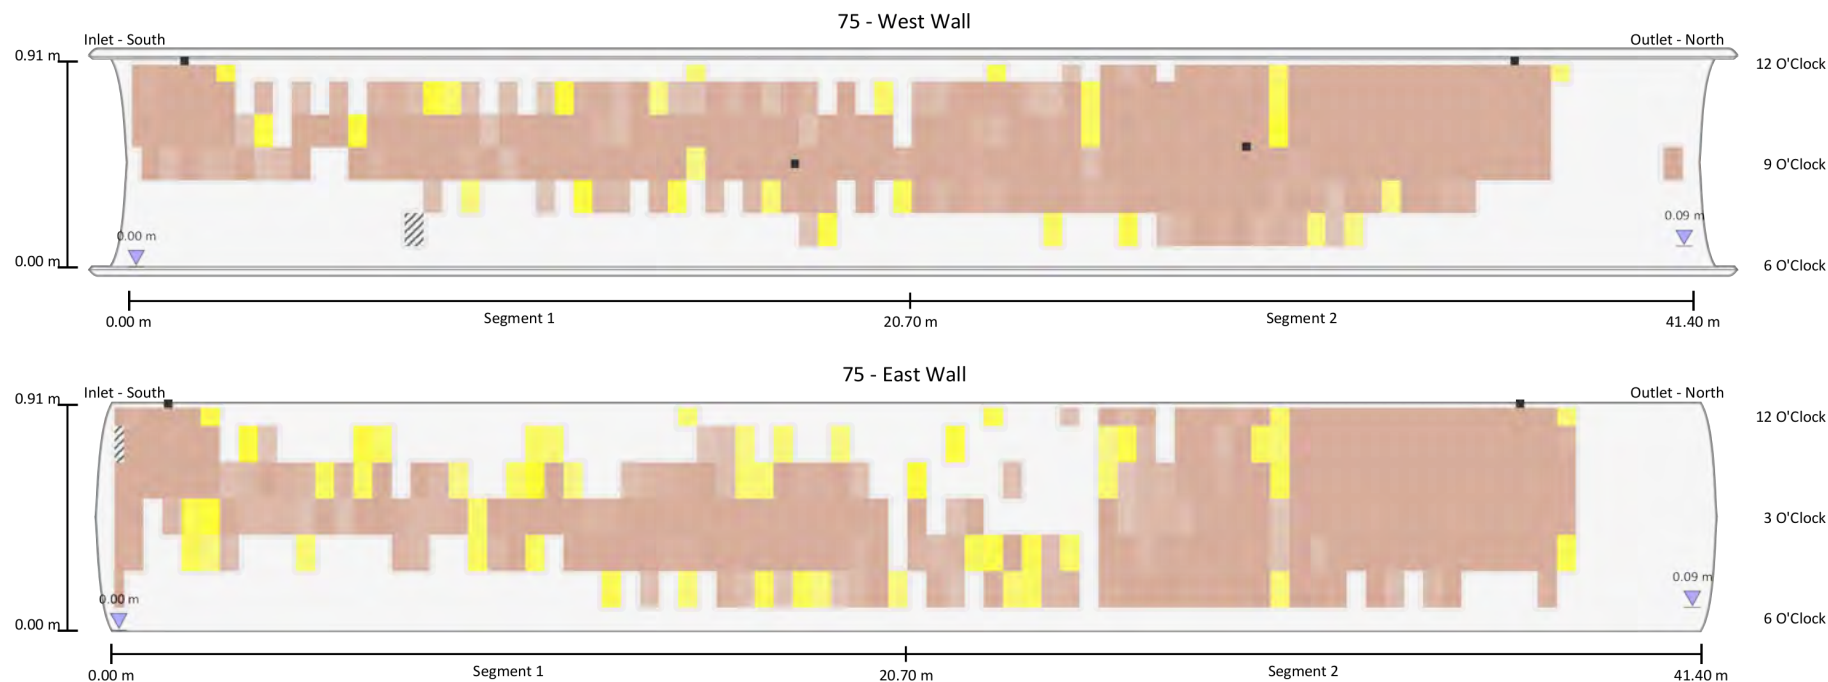 75 - West Wall
Inlet - South
Outlet - North
0.91 m
12 O'Clock
9 O'Clock
0.00 m
0.09 m
0.00 m
6 O'Clock
0.00 m
Segment 1
20.70 m
Segment 2
41.40 m
75 - East Wall
Inlet - South
Outlet - North
0.91 m
12 O'Clock
3 O'Clock
0.09 m
0.00 m
0.00 m
6 O'Clock
0.00 m
Segment 1
20.70 m
Segment 2
41.40 m